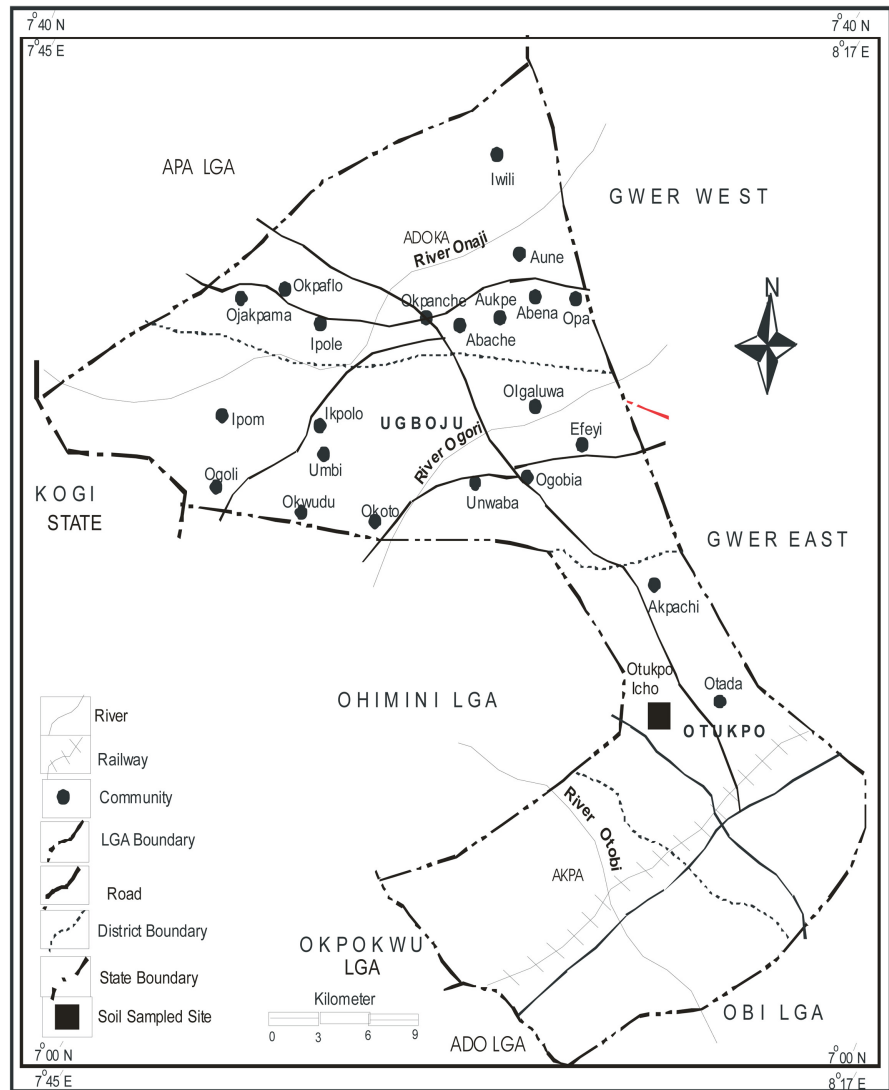 7°40 N
7°45 E
7°40 N
8°17 E
APA LGA
Iwili
GWER WEST
ADOKA
River Onaji
Aune
N
Okpaflo
Ojakpama
Okpanche
Aukpe
Abena
Opa
Ipole
Abache
Olgaluwa
Ipom
Ikpolo
UGBOJU
River Ogori
Efeyi
Umbi
Ogoli
Ogobia
Unwaba
KOGI
STATE
Okwudu
Okoto
GWER EAST
Akpachi
Otukpo
Icho
Otada
OHIMINI LGA
OTUKPO
River
Railway
Community
LGA Boundary
Road
District Boundary
State Boundary
Soil Sampled Site
River Otobi
AKPA
OKPOKWU
LGA
Kilometer
0 3 6 9
ADO LGA
OBI LGA
7°00 N
7°45 E
7°00 N
8°17 E